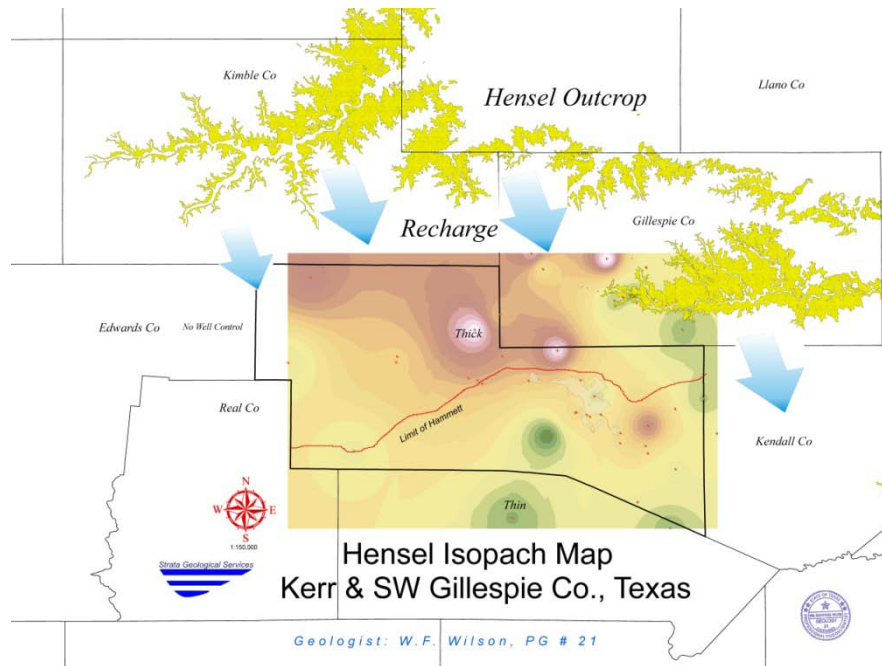 Kimble Co
Llano Co
Hensel Outcrop
Gillespie Co
Recharge
Edwards Co
No Well Control
Thick
Real Co
Limit of Hammett
Kendall Co
N
W
E
S
1:150,000
Thin
Strata Geological Services
Hensel Isopach Map
Kerr & SW Gillespie Co., Texas
Geologist: W.F. Wilson, PG # 21